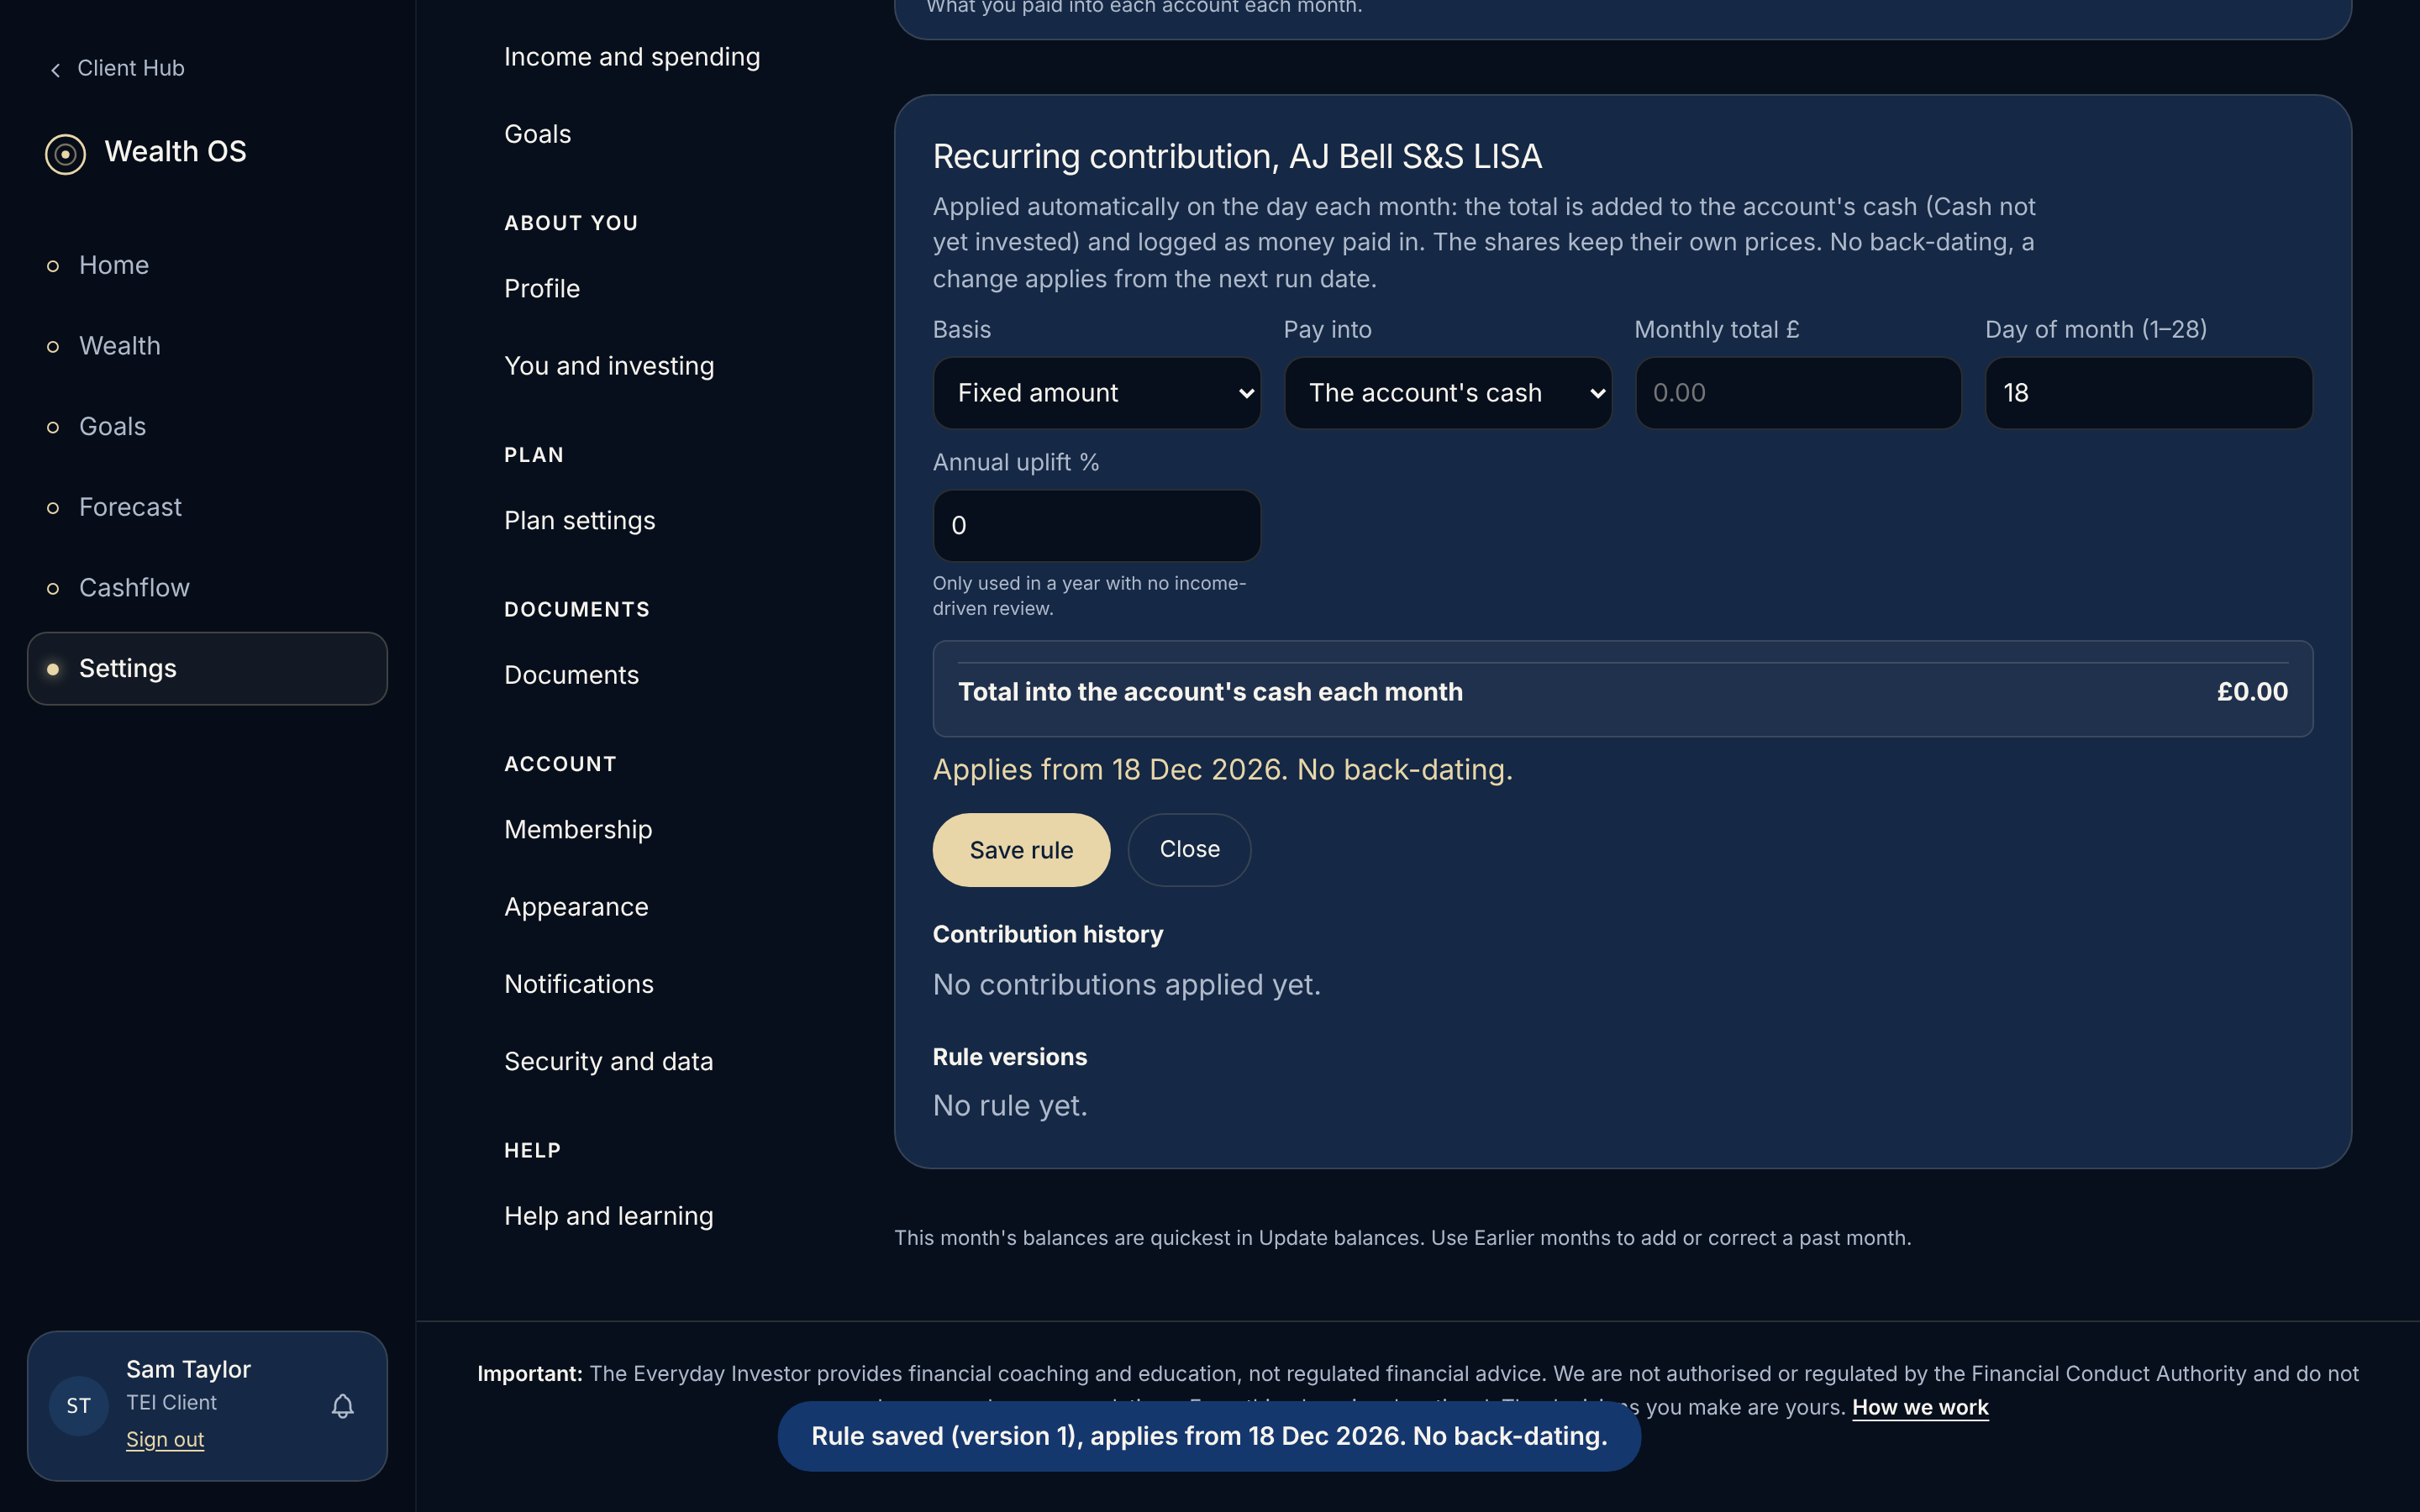 Client Hub
Wealth OS
Home
Wealth
Goals
Forecast
Cashflow
Settings
Sam Taylor
ST
TEI Client
Sign out
Income and spending
Goals
ABOUT YOU
Profile
You and investing
PLAN
Plan settings
DOCUMENTS
Documents
ACCOUNT
Membership
Appearance
Notifications
Security and data
HELP
Help and learning
What you paid into each account each month.
Recurring contribution, AJ Bell S&S LISA
Applied automatically on the day each month: the total is added to the account's cash (Cash not
yet invested) and logged as money paid in. The shares keep their own prices. No back-dating, a
change applies from the next run date.
Basis
Pay into
Monthly total £
Day of month (1–28)
Fixed amount
The account's cash
0.00
18
Annual uplift %
0
Only used in a year with no income-
driven review.
Total into the account's cash each month £0.00
Applies from 18 Dec 2026. No back-dating.
Save rule
Close
Contribution history
No contributions applied yet.
Rule versions
No rule yet.
This month's balances are quickest in Update balances. Use Earlier months to add or correct a past month.
Important: The Everyday Investor provides financial coaching and education, not regulated financial advice. We are not authorised or regulated by the Financial Conduct Authority and do not
you make are yours. How we work
Rule saved (version 1), applies from 18 Dec 2026. No back-dating.